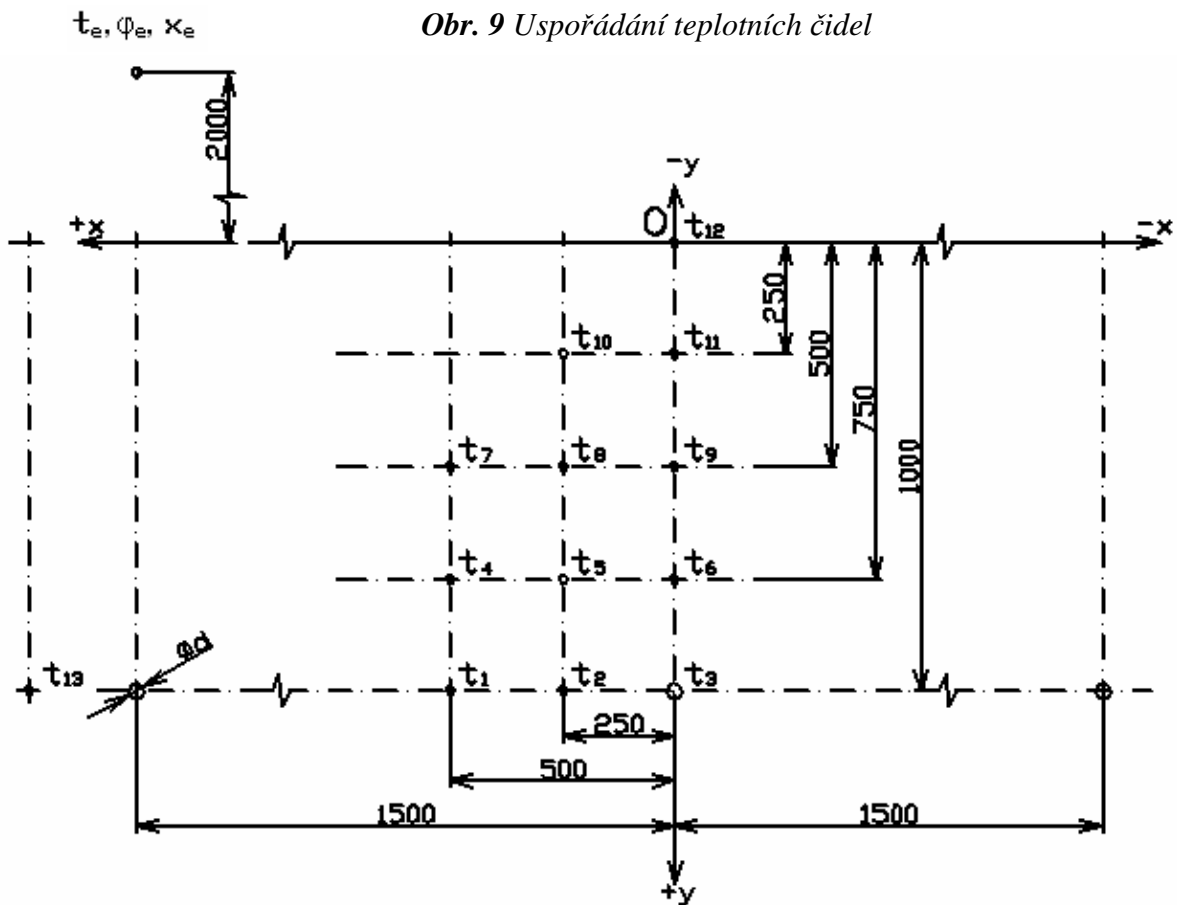 Obr. 9 Uspořádání teplotních čidel
te, φe, xe
2000
-y
+x
O
t12
-x
250
500
750
1000
t10
t11
t7
t8
t9
t4
t5
t6
φd
t13
t1
t2
t3
250
500
1500
1500
+y